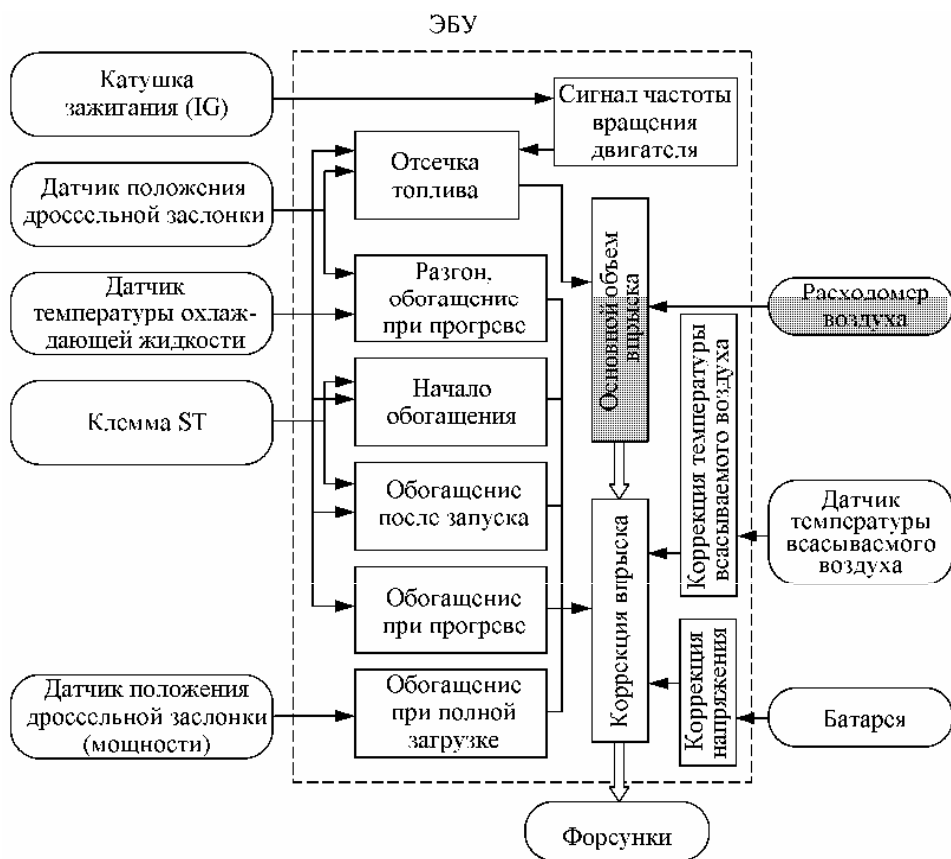 ЭБУ
Катушка
зажигания (IG)
Сигнал частоты
вращения
двигателя
Отсечка
топлива
Датчик положения
дроссельной заслонки
Датчик
температуры охлаж-
дающей жидкости
Разгон,
обогащение
при прогреве
Основной объем
впрыска
Расходомер
воздуха
Клемма ST
Начало
обогащения
Коррекция температуры
всасываемого воздуха
Обогащение
после запуска
Датчик
температуры
всасываемого
воздуха
Обогащение
при прогреве
Коррекция впрыска
Датчик положения
дроссельной заслонки
(мощности)
Обогащение
при полной
загрузке
Коррекция
напряжения
Батарея
Форсунки